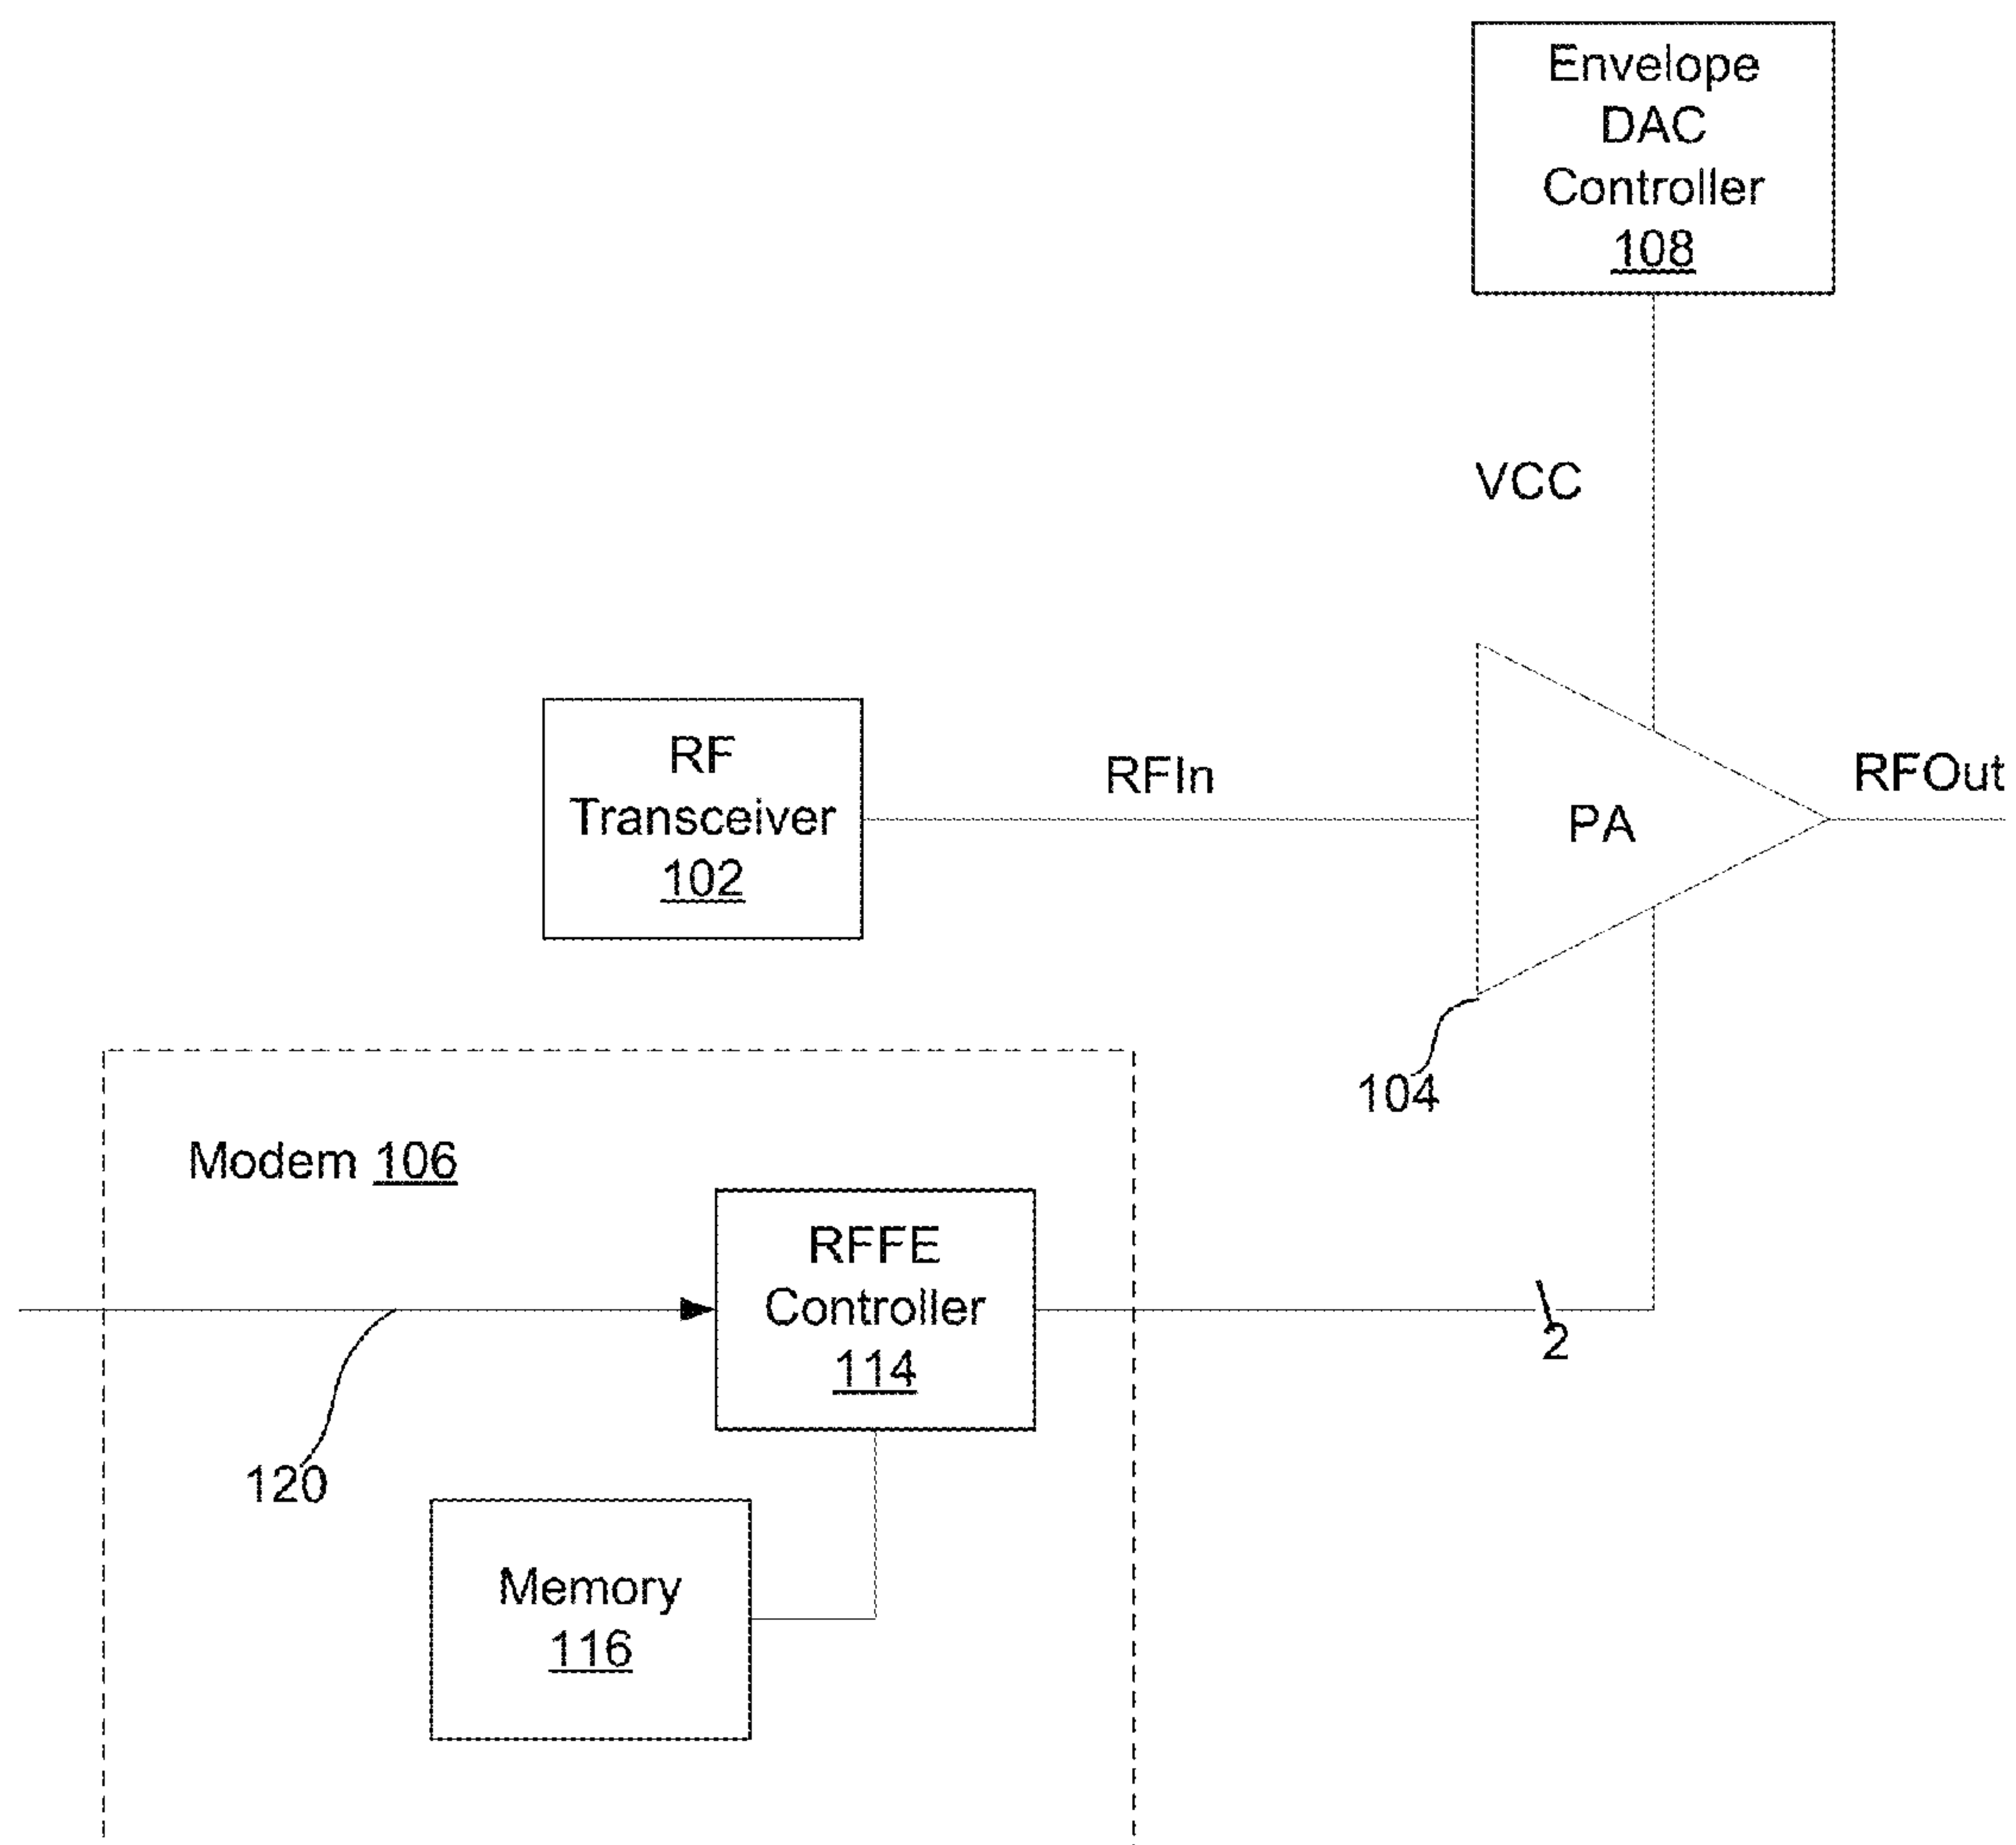 Envelope
DAC
Controller
108
VCC
RF
Transceiver
102
RFIn
PA
RFOut
104
Modem 106
RFFE
Controller
114
2
120
Memory
116